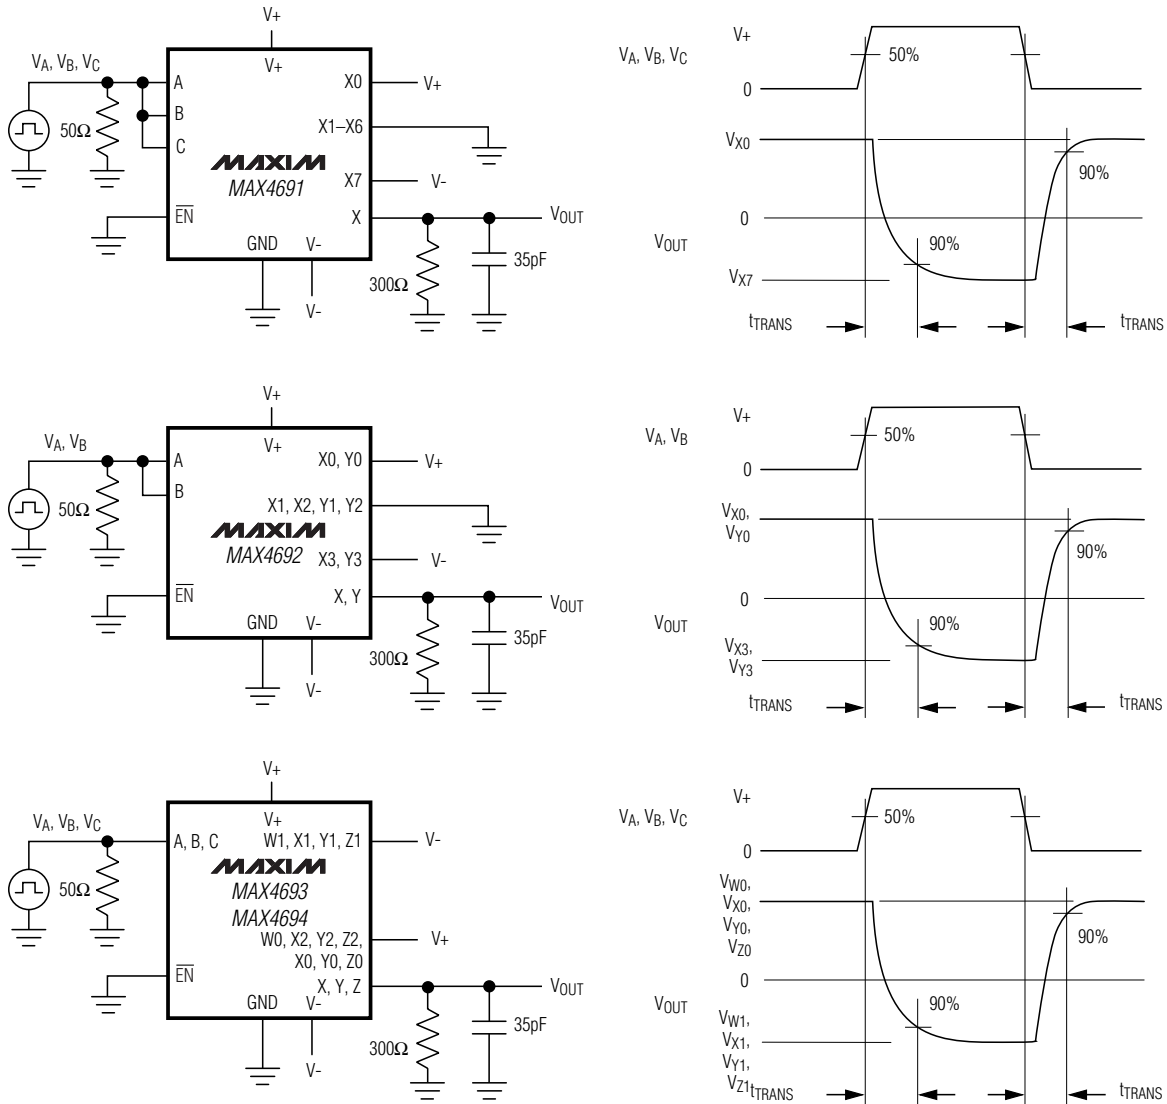 V+
VA, VB, VC
V+
A
X0
V+
B
X1–X6
50Ω
C
MAXIM
MAX4691
X7
V-
EN
X
VOUT
GND
V-
300Ω
35pF
V-
V+
VA, VB, VC
50%
0
VX0
90%
0
VOUT
90%
VX7
tTRANS
tTRANS
V+
VA, VB
V+
A
X0, Y0
V+
B
X1, X2, Y1, Y2
50Ω
MAXIM
MAX4692
X3, Y3
V-
EN
X, Y
VOUT
GND
V-
300Ω
35pF
V-
V+
VA, VB
50%
0
VX0,
VY0
90%
0
VOUT
90%
VX3,
VY3
tTRANS
tTRANS
V+
VA, VB, VC
V+
A, B, C
W1, X1, Y1, Z1
V-
MAXIM
50Ω
MAX4693
MAX4694
W0, X2, Y2, Z2,
V+
X0, Y0, Z0
EN
X, Y, Z
VOUT
GND
V-
300Ω
35pF
V-
V+
VA, VB, VC
50%
0
VW0,
VX0,
VY0,
VZ0
90%
0
VOUT
90%
VW1,
VX1,
VY1,
VZ1
tTRANS
tTRANS